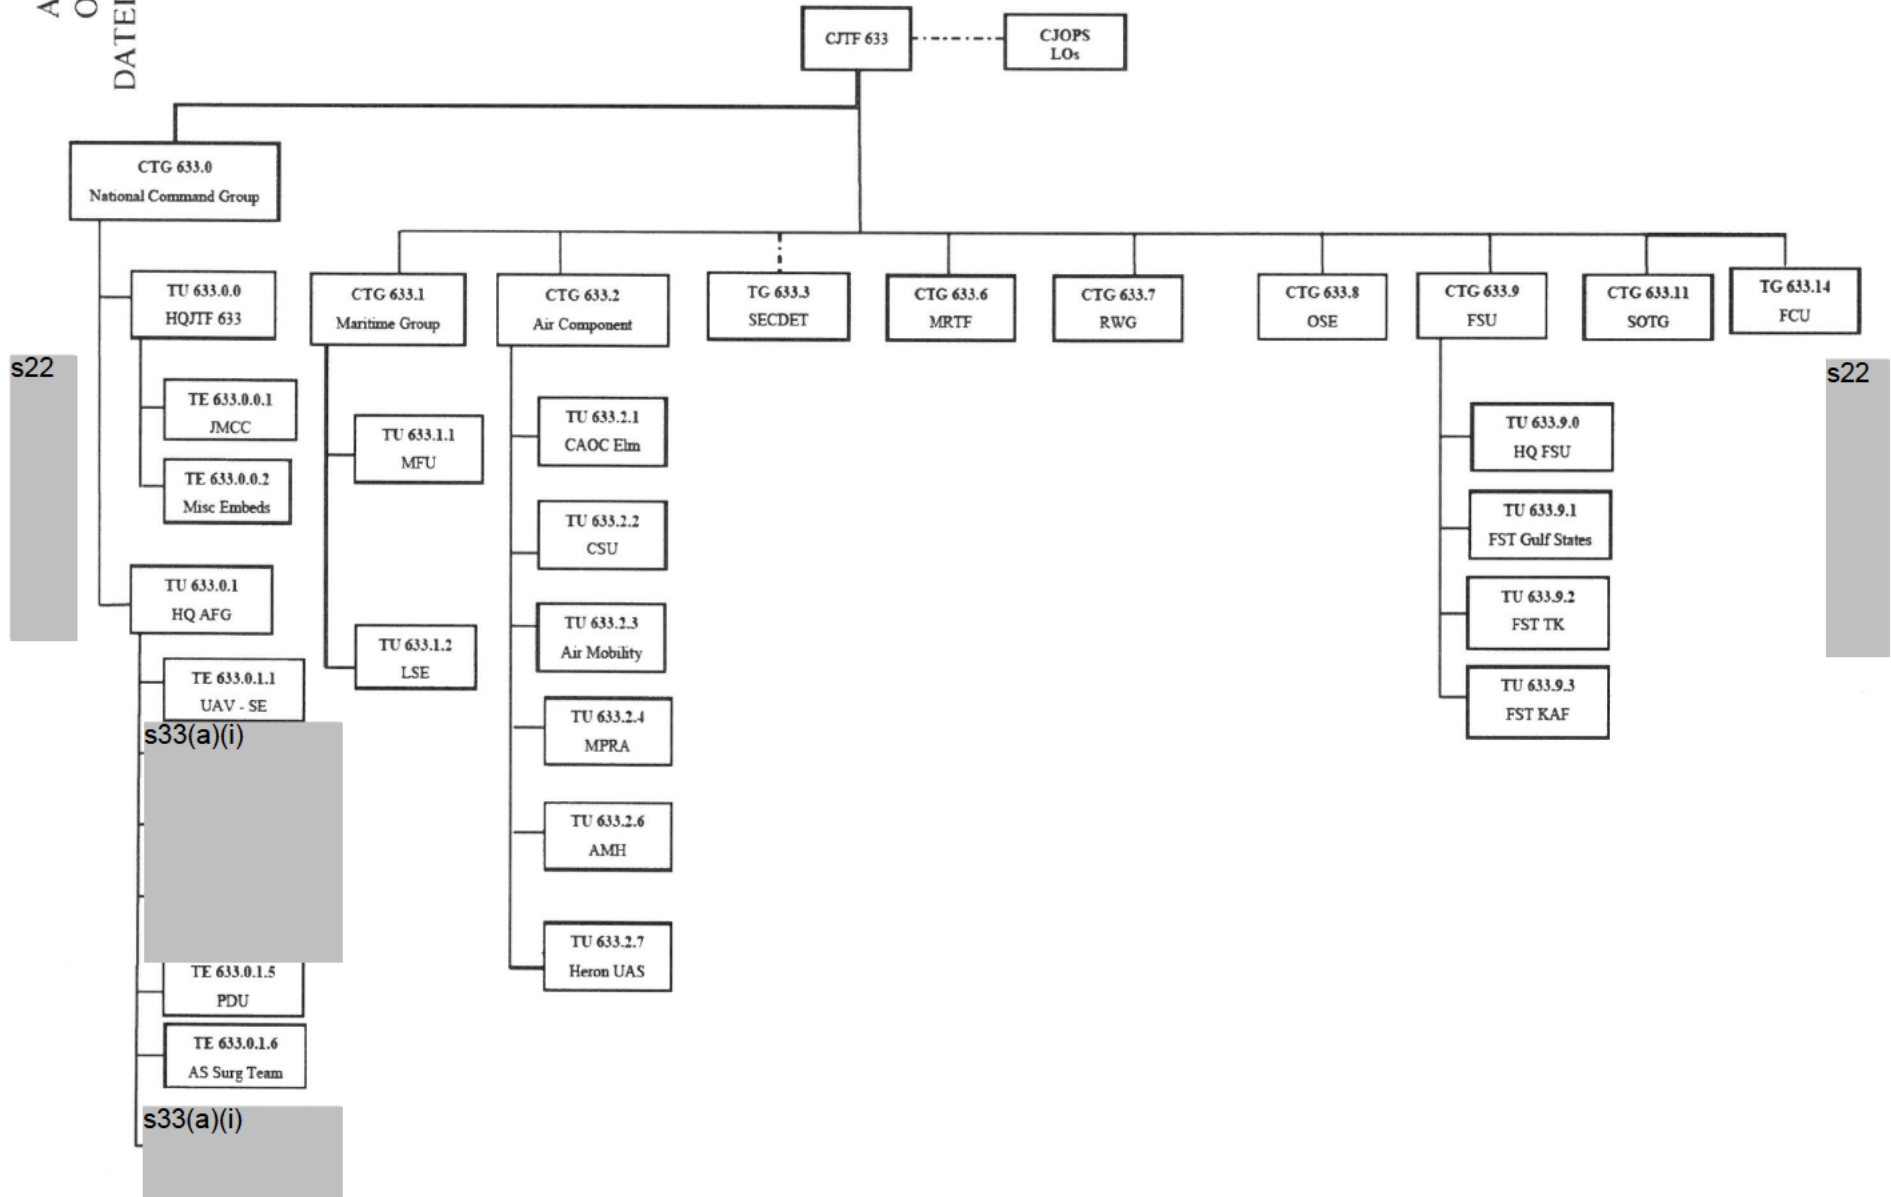 A
O
DATEI
CJTF 633
CJOPS
LOs
CTG 633.0
National Command Group
TU 633.0.0
HQJTF 633
TE 633.0.0.1
JMCC
TE 633.0.0.2
Misc Embeds
TU 633.0.1
HQ AFG
TE 633.0.1.1
UAV - SE
s33(a)(i)
TE 633.0.1.5
PDU
TE 633.0.1.6
AS Surg Team
s33(a)(i)
s22
CTG 633.1
Maritime Group
TU 633.1.1
MFU
TU 633.1.2
LSE
CTG 633.2
Air Component
TU 633.2.1
CAOC Elm
TU 633.2.2
CSU
TU 633.2.3
Air Mobility
TU 633.2.4
MPRA
TU 633.2.6
AMH
TU 633.2.7
Heron UAS
TG 633.3
SECDET
CTG 633.6
MRTF
CTG 633.7
RWG
CTG 633.8
OSE
CTG 633.9
FSU
TU 633.9.0
HQ FSU
TU 633.9.1
FST Gulf States
TU 633.9.2
FST TK
TU 633.9.3
FST KAF
CTG 633.11
SOTG
TG 633.14
FCU
s22